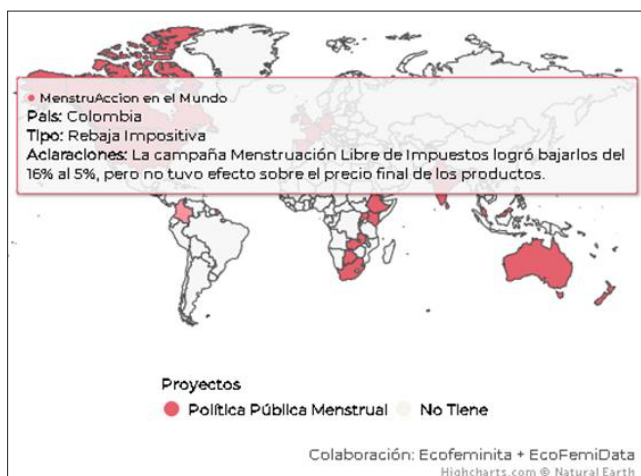 MenstruAccion en el Mundo
País: Colombia
Tipo: Rebaja Impositiva
Aclaraciones: La campaña Menstruación Libre de Impuestos logró bajarlos del
16% al 5%, pero no tuvo efecto sobre el precio final de los productos.
Proyectos
Política Pública Menstrual No Tiene
Colaboración: Ecofeminita + EcoFemiData
Highcharts.com © Natural Earth